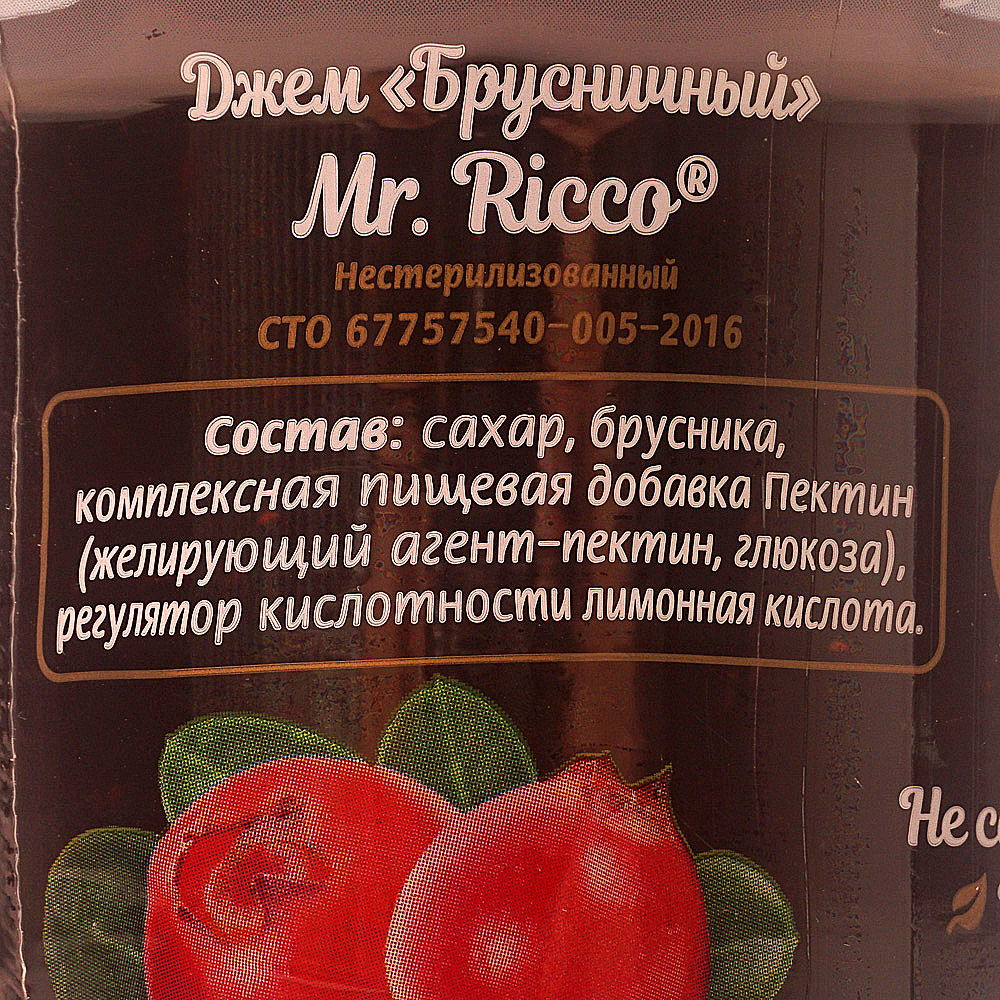 Джем «Брусничный»
Mr. Ricco®
Нестерилизованный
СТО 67757540-005-2016
Состав: сахар, брусника,
комплексная пищевая добавка Пектин
(желирующий агент-пектин, глюкоза),
регулятор кислотности лимонная кислота.
Не